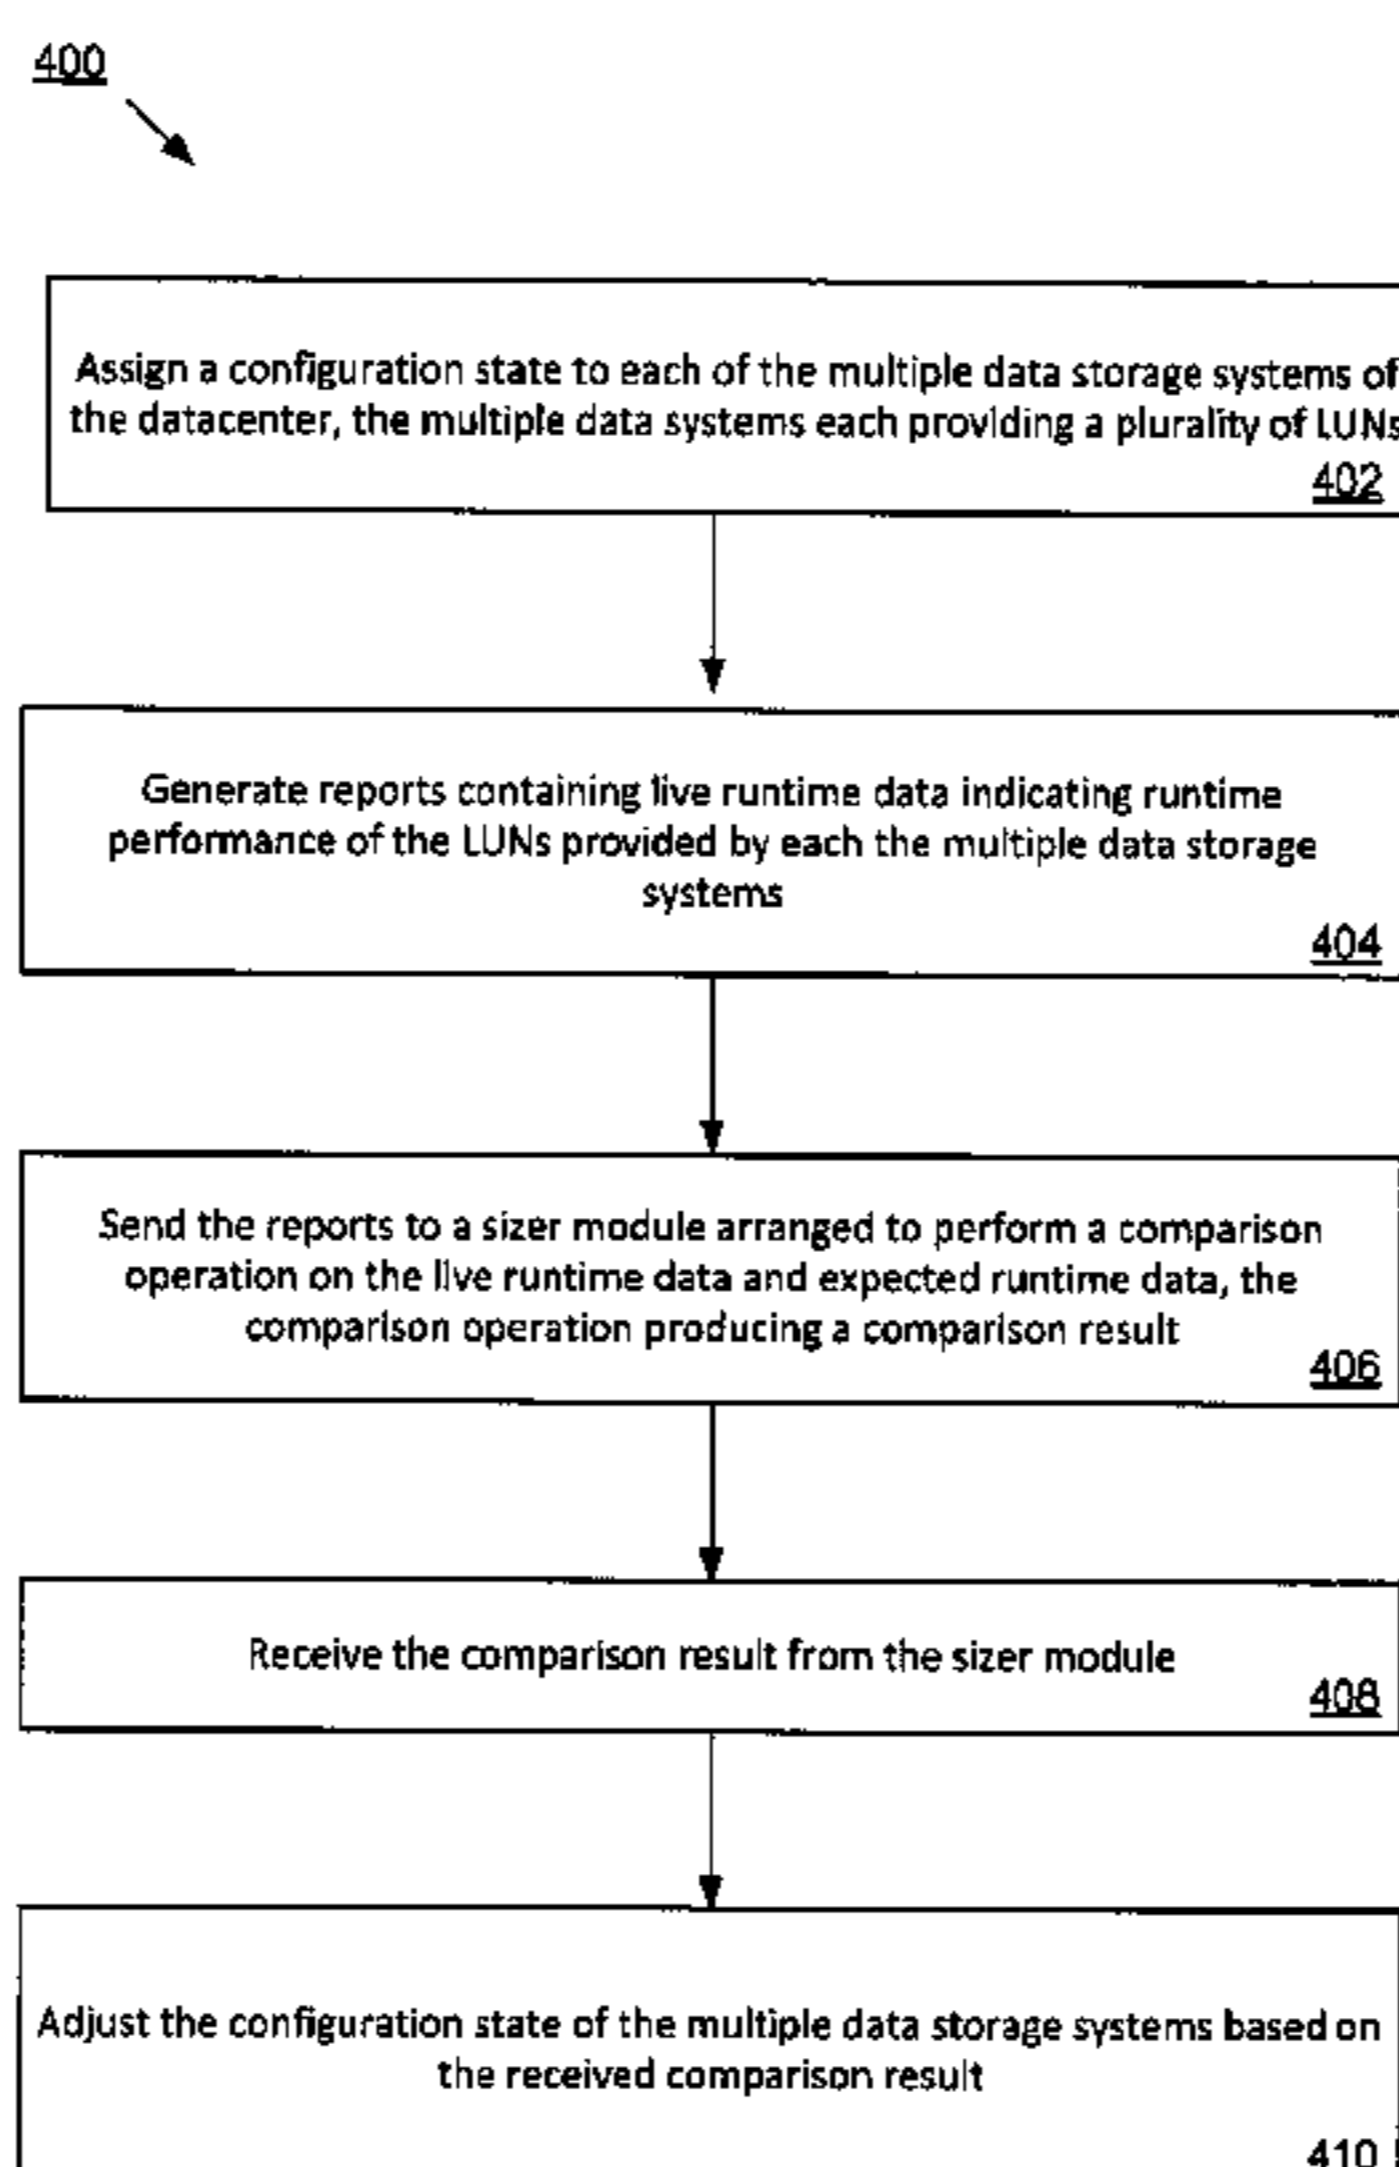 400
Assign a configuration state to each of the multiple data storage systems of
the datacenter, the multiple data systems each providing a plurality of LUNs
402
Generate reports containing live runtime data indicating runtime
performance of the LUNs provided by each the multiple data storage
systems
404
Send the reports to a sizer module arranged to perform a comparison
operation on the live runtime data and expected runtime data, the
comparison operation producing a comparison result
406
Receive the comparison result from the sizer module
408
Adjust the configuration state of the multiple data storage systems based on
the received comparison result
410